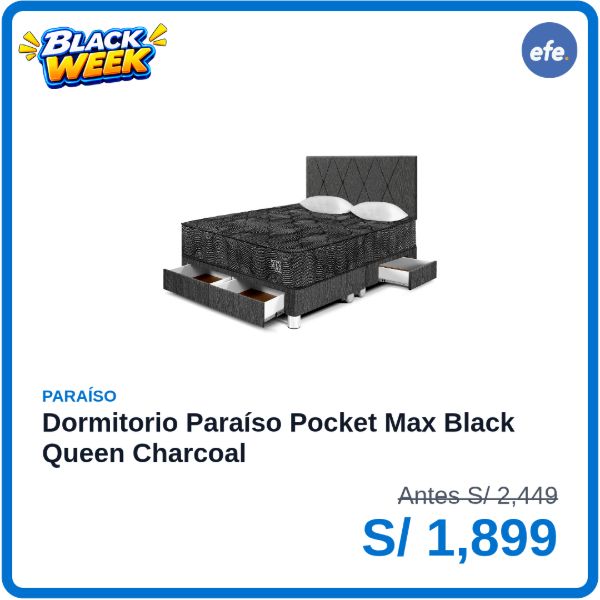 BLACK
WEEK
efe.
PARAÍSO
Dormitorio Paraíso Pocket Max Black
Queen Charcoal
Antes S/ 2,449
S/ 1,899